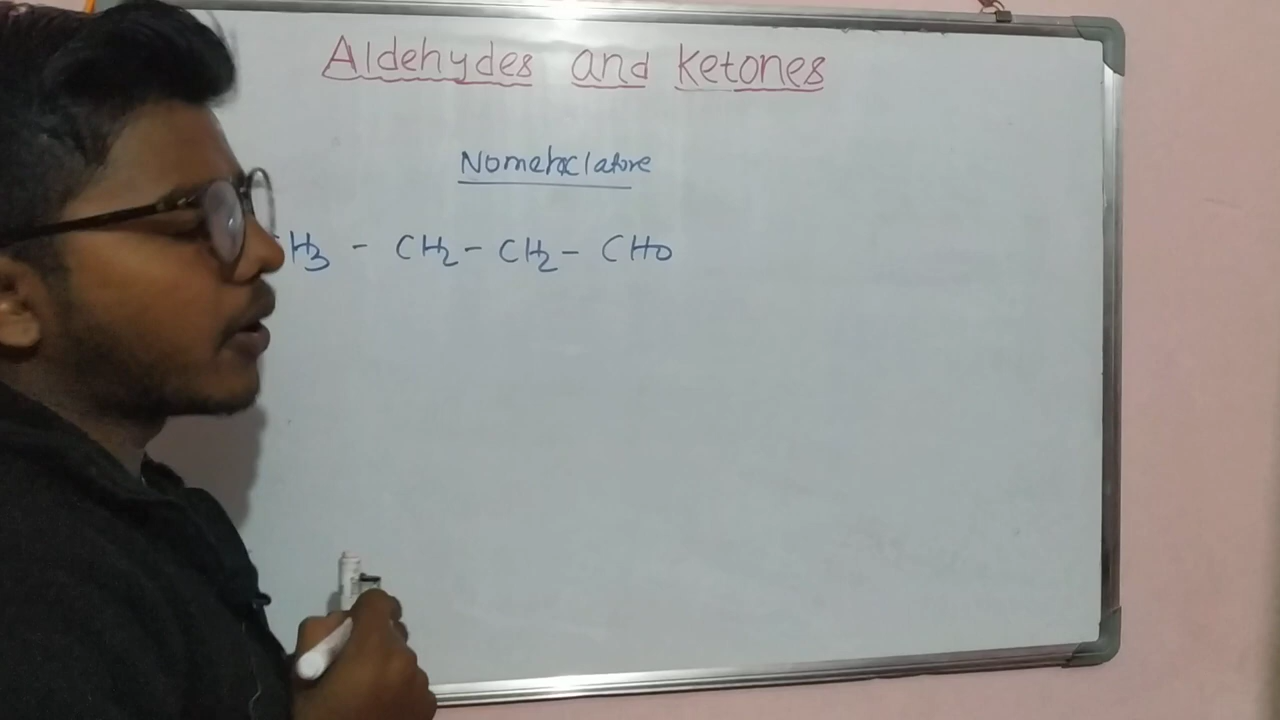 Aldehydes and Ketones
Nomenclature
H3 - CH2 - CH2 - CHO